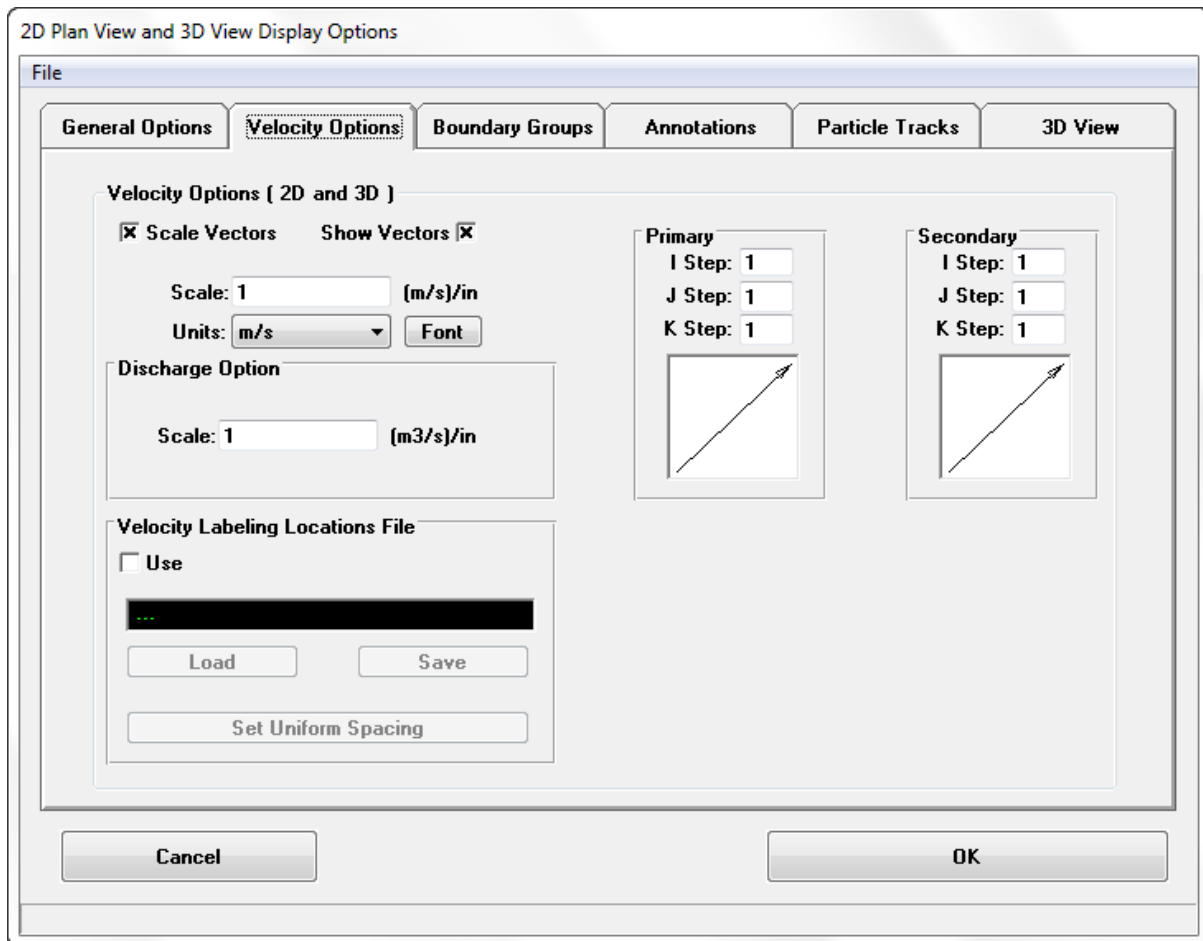 2D Plan View and 3D View Display Options
File
General Options Velocity Options Boundary Groups Annotations Particle Tracks 3D View
Velocity Options ( 2D and 3D )
Scale Vectors Show Vectors
Scale: 1 (m/s)/in
Units: m/s Font
Discharge Option
Scale: 1 (m3/s)/in
Velocity Labeling Locations File
Use
...
Load Save
Set Uniform Spacing
Primary
I Step: 1
J Step: 1
K Step: 1
Secondary
I Step: 1
J Step: 1
K Step: 1
Cancel OK